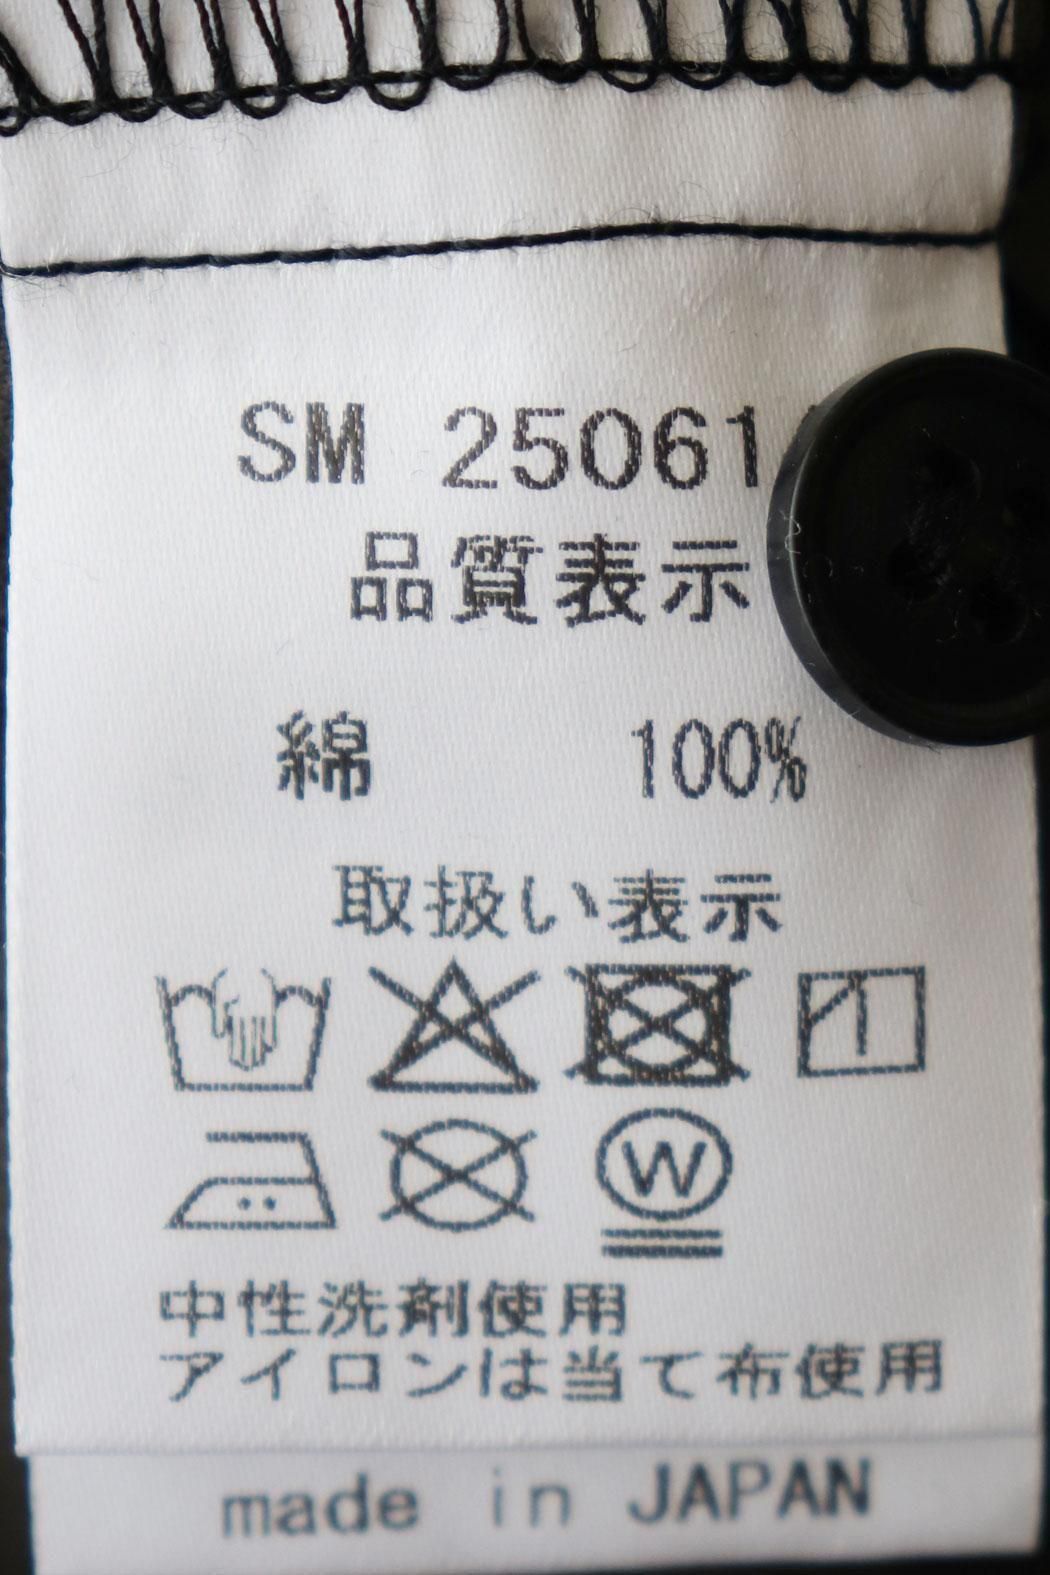 SM 25061
品質表示
綿 100%
取扱い表示
W
中性洗剤使用
アイロンは当て布使用
made in JAPAN